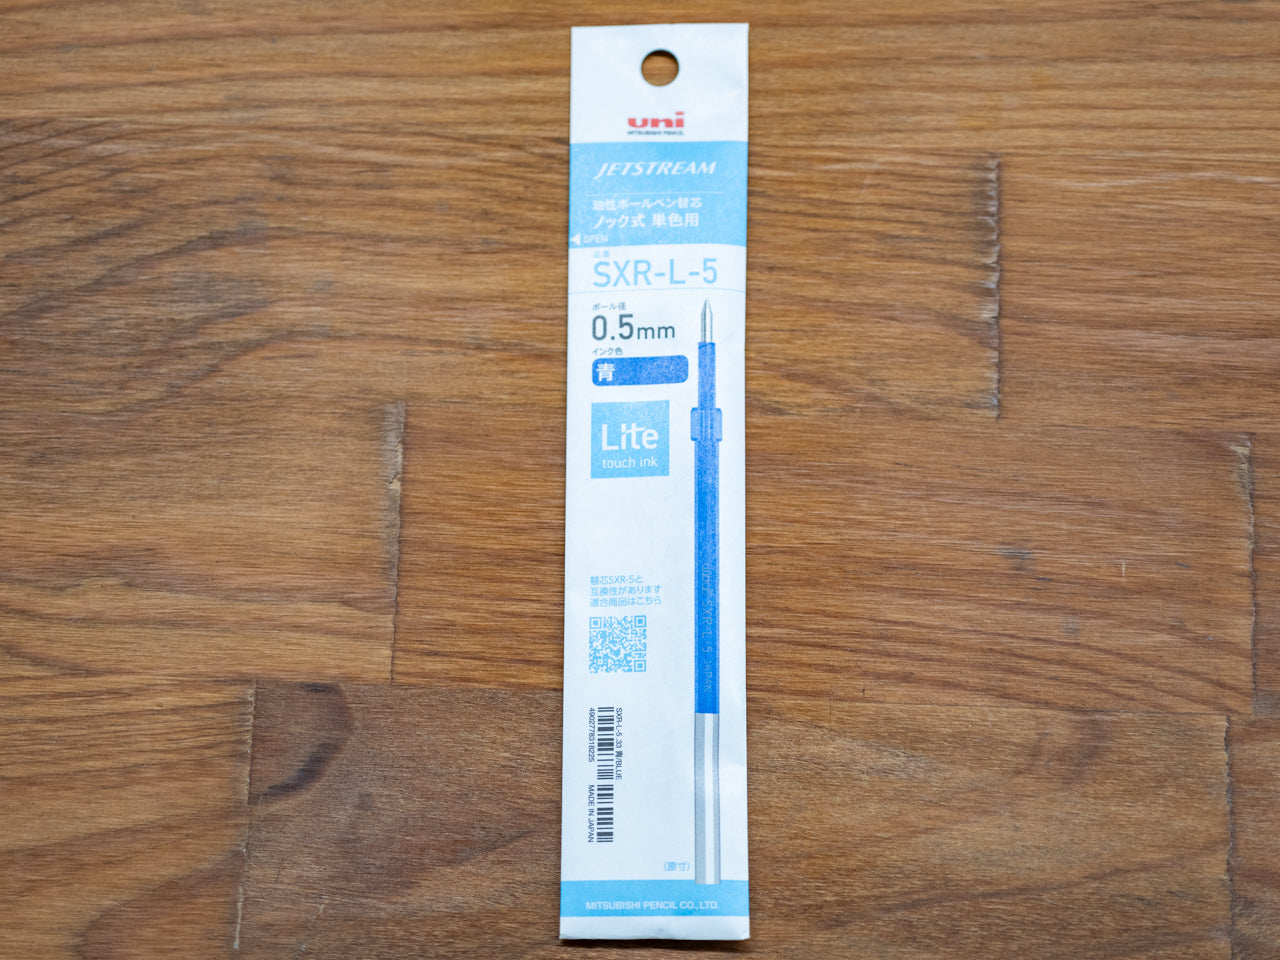 uni
MITSUBISHI PENCIL
JETSTREAM
油性ボールペン替芯
ノック式 単色用
OPEN
品番
SXR-L-5
ボール径
0.5mm
インク色
青
Lite
touch ink
替芯SXR-5と
互換性があります
適合商品はこちら
SXR-L-5 .33 青/BLUE
4902778318225
MADE IN JAPAN
(原寸)
MITSUBISHI PENCIL CO., LTD.